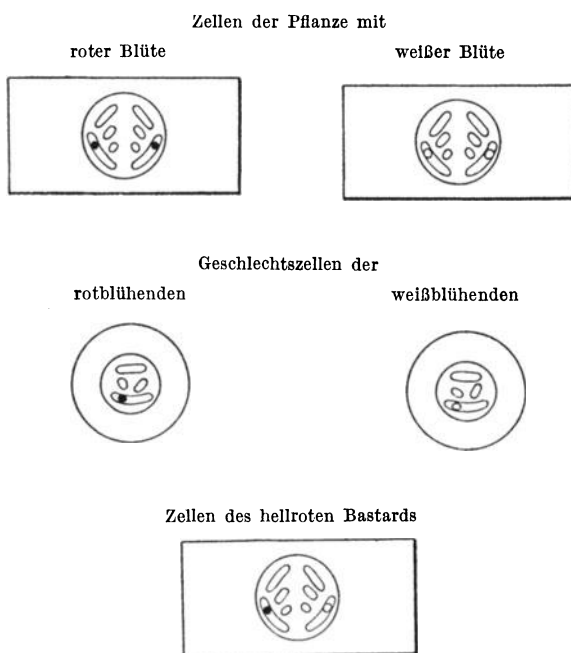 Zellen der Pflanze mit
roter Blüte
weißer Blüte
Geschlechtszellen der
rotblühenden
weißblühenden
Zellen des hellroten Bastards